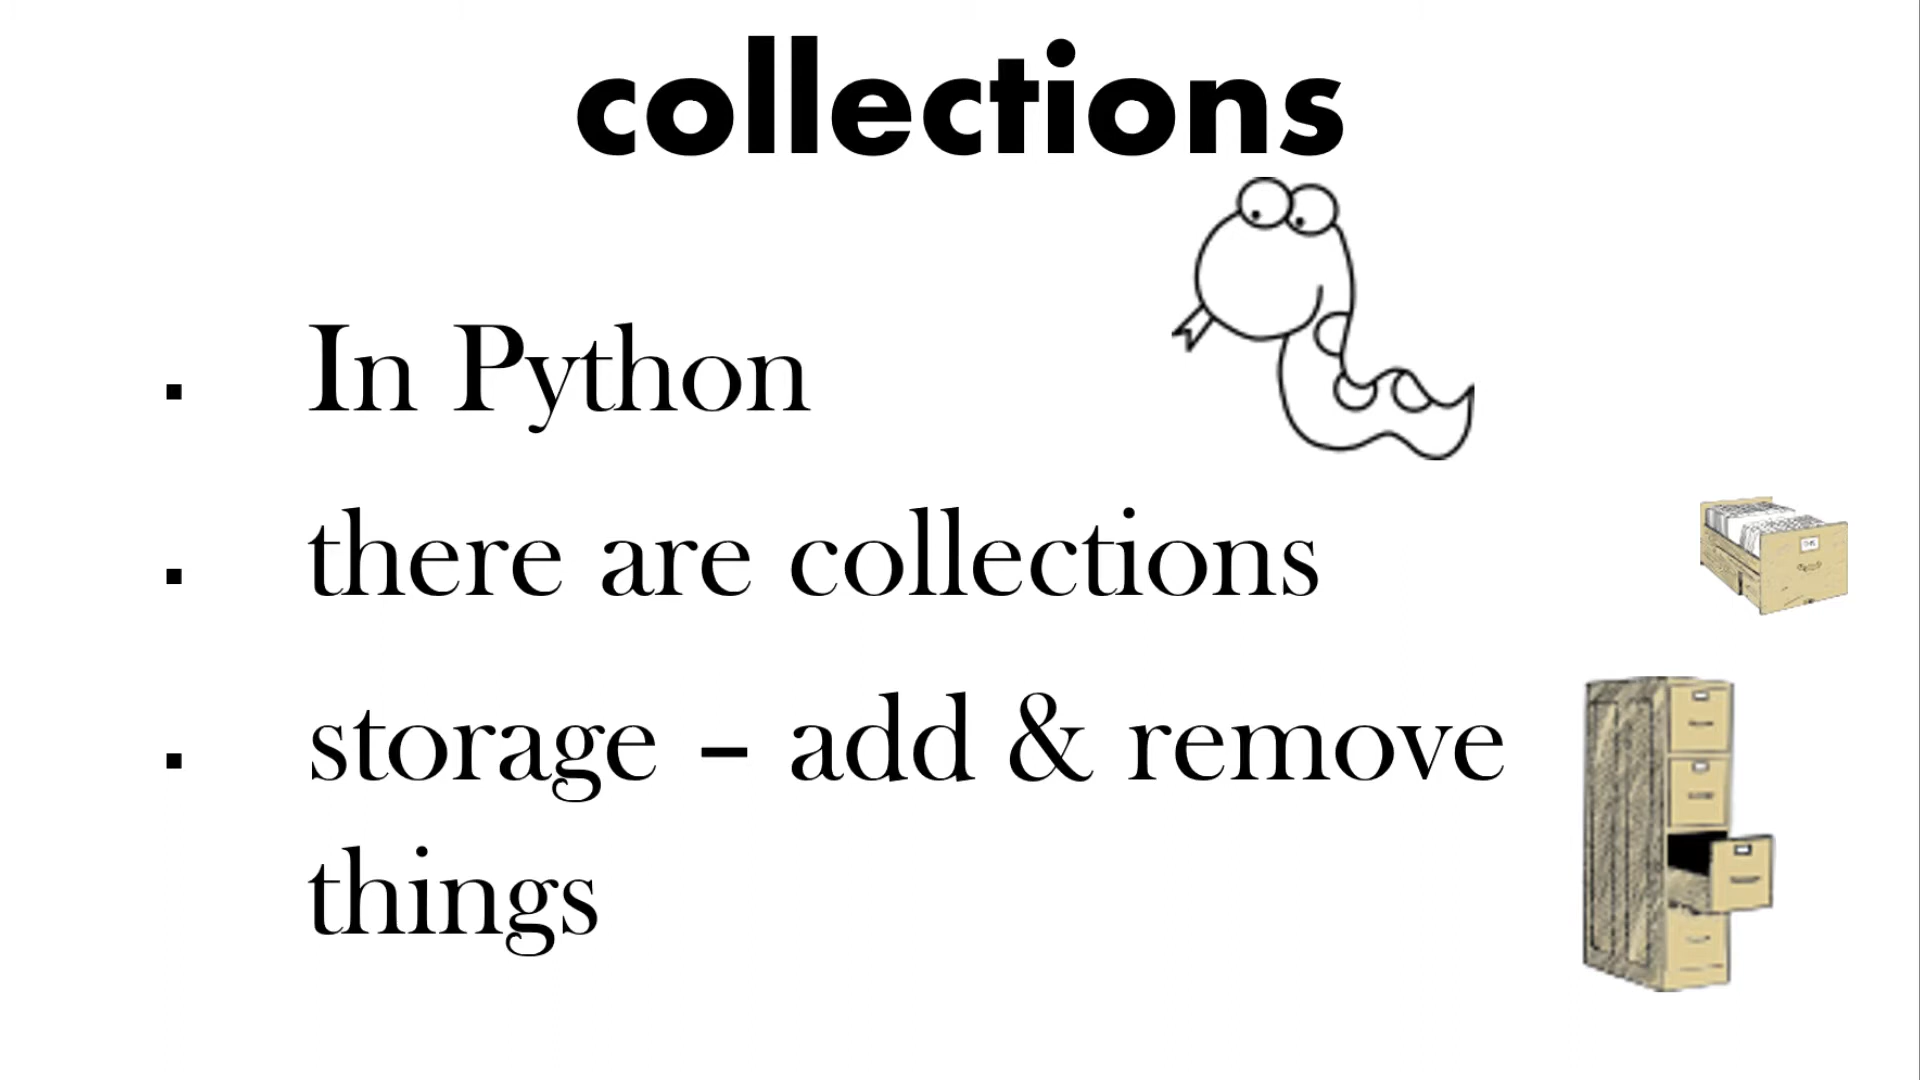 collections
▪ In Python
▪ there are collections
▪ storage – add & remove
things